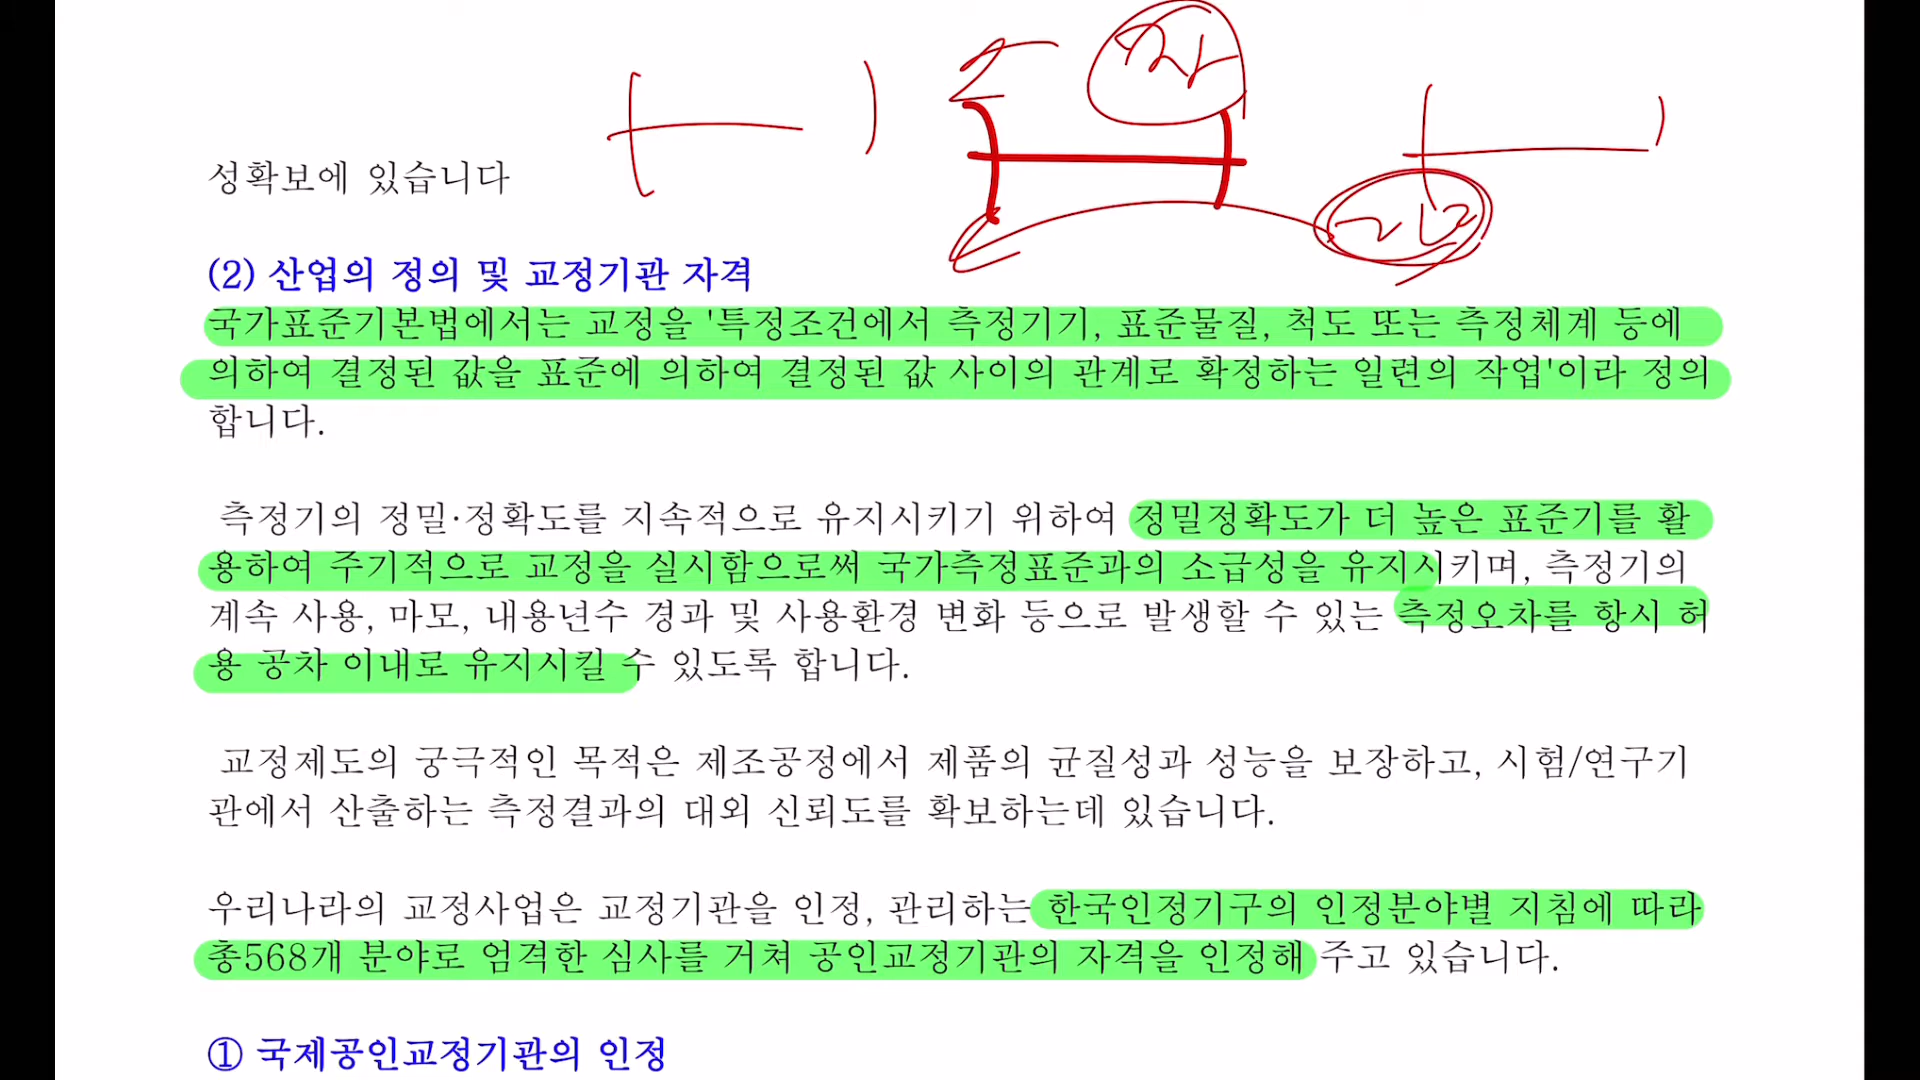 성확보에 있습니다
(2) 산업의 정의 및 교정기관 자격
국가표준기본법에서는 교정을 '특정조건에서 측정기기, 표준물질, 척도 또는 측정체계 등에
의하여 결정된 값을 표준에 의하여 결정된 값 사이의 관계로 확정하는 일련의 작업'이라 정의
합니다.
측정기의 정밀·정확도를 지속적으로 유지시키기 위하여 정밀정확도가 더 높은 표준기를 활
용하여 주기적으로 교정을 실시함으로써 국가측정표준과의 소급성을 유지시키며, 측정기의
계속 사용, 마모, 내용년수 경과 및 사용환경 변화 등으로 발생할 수 있는 측정오차를 항시 허
용 공차 이내로 유지시킬 수 있도록 합니다.
교정제도의 궁극적인 목적은 제조공정에서 제품의 균질성과 성능을 보장하고, 시험/연구기
관에서 산출하는 측정결과의 대외 신뢰도를 확보하는데 있습니다.
우리나라의 교정사업은 교정기관을 인정, 관리하는 한국인정기구의 인정분야별 지침에 따라
총568개 분야로 엄격한 심사를 거쳐 공인교정기관의 자격을 인정해 주고 있습니다.
① 국제공인교정기관의 인정